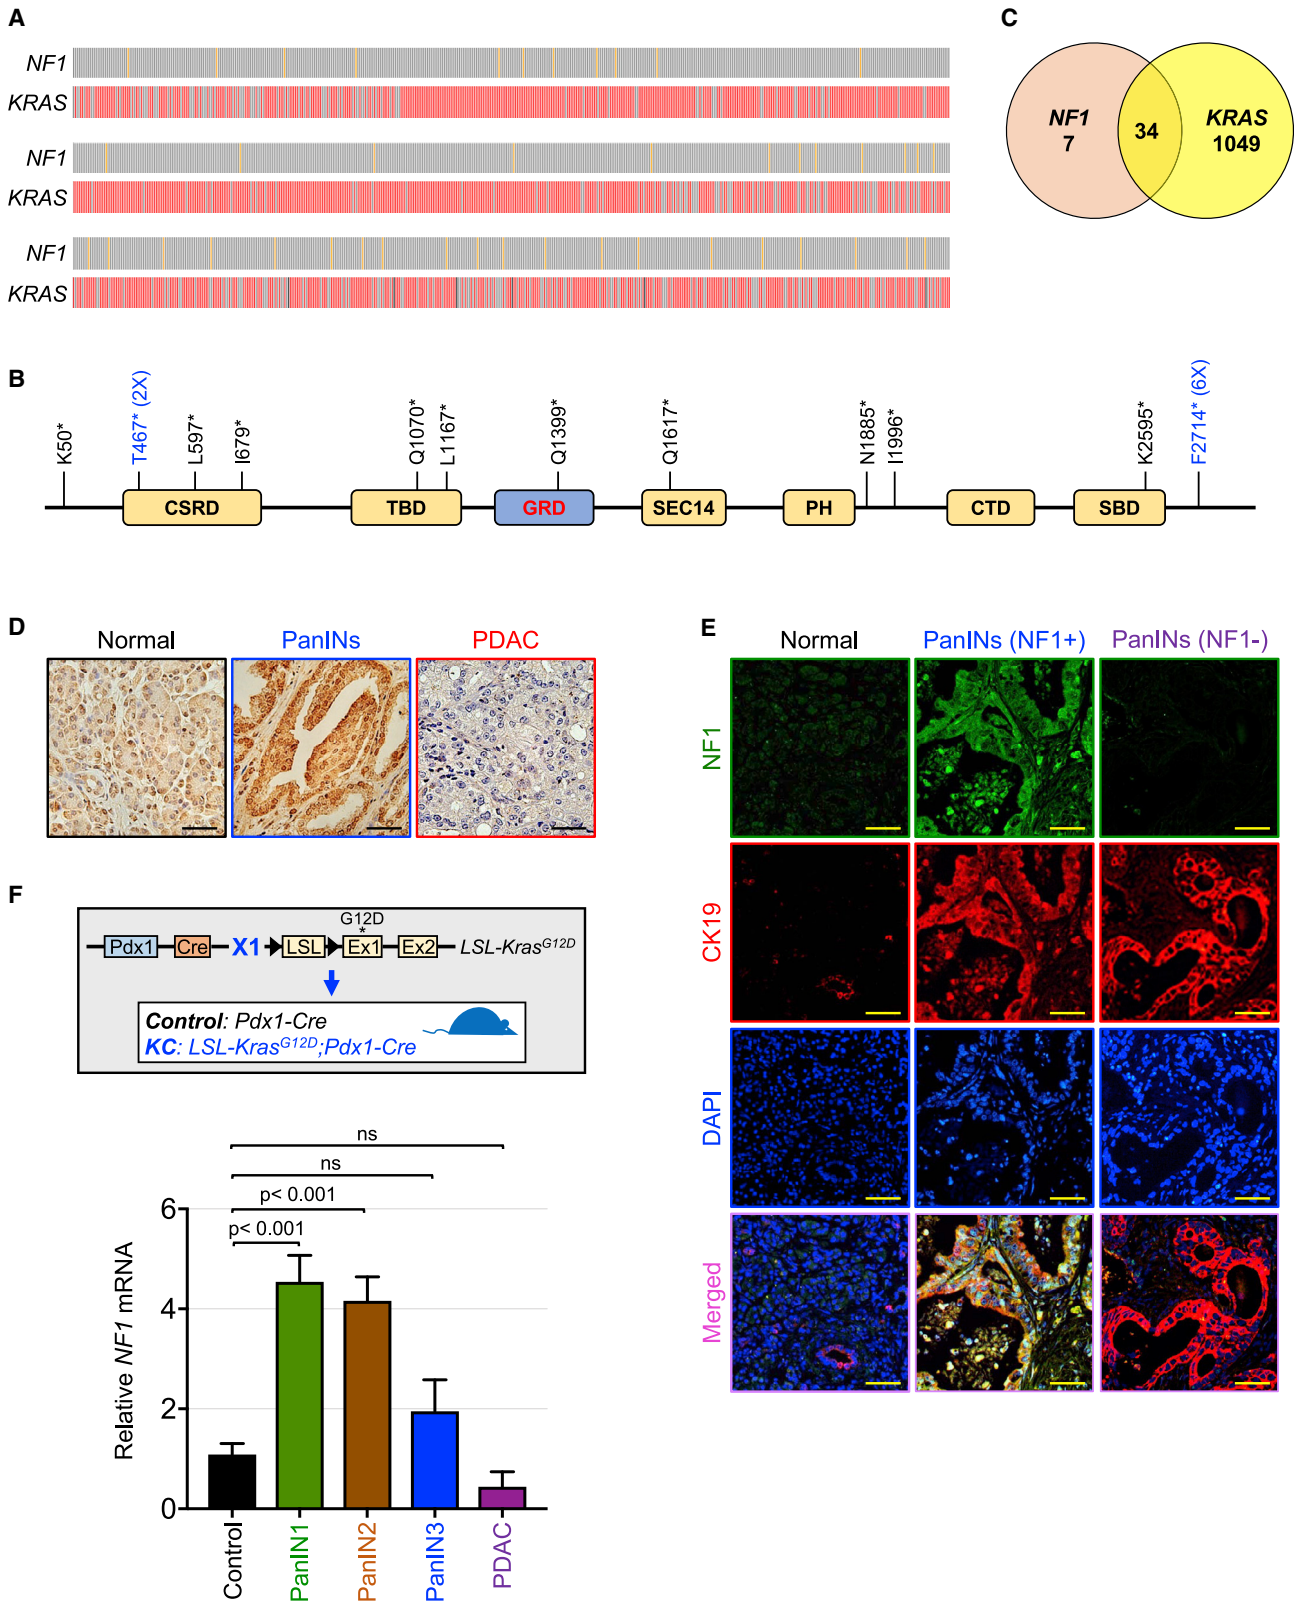 A
NF1
KRAS
NF1
KRAS
NF1
KRAS
C
NF1
7
34
KRAS
1049
B
K50*
T467* (2X)
L597*
I679*
Q1070*
L1167*
Q1399*
Q1617*
N1885*
I1996*
K2595*
F2714* (6X)
CSRD
TBD
GRD
SEC14
PH
CTD
SBD
D
Normal
PanINs
PDAC
E
Normal
PanINs (NF1+)
PanINs (NF1-)
NF1
CK19
DAPI
Merged
F
G12D
*
Pdx1
Cre
X1
LSL
Ex1
Ex2
LSL-Kras^G12D
Control: Pdx1-Cre
KC: LSL-Kras^G12D;Pdx1-Cre
ns
ns
p< 0.001
p< 0.001
Relative NF1 mRNA
6
4
2
0
Control
PanIN1
PanIN2
PanIN3
PDAC